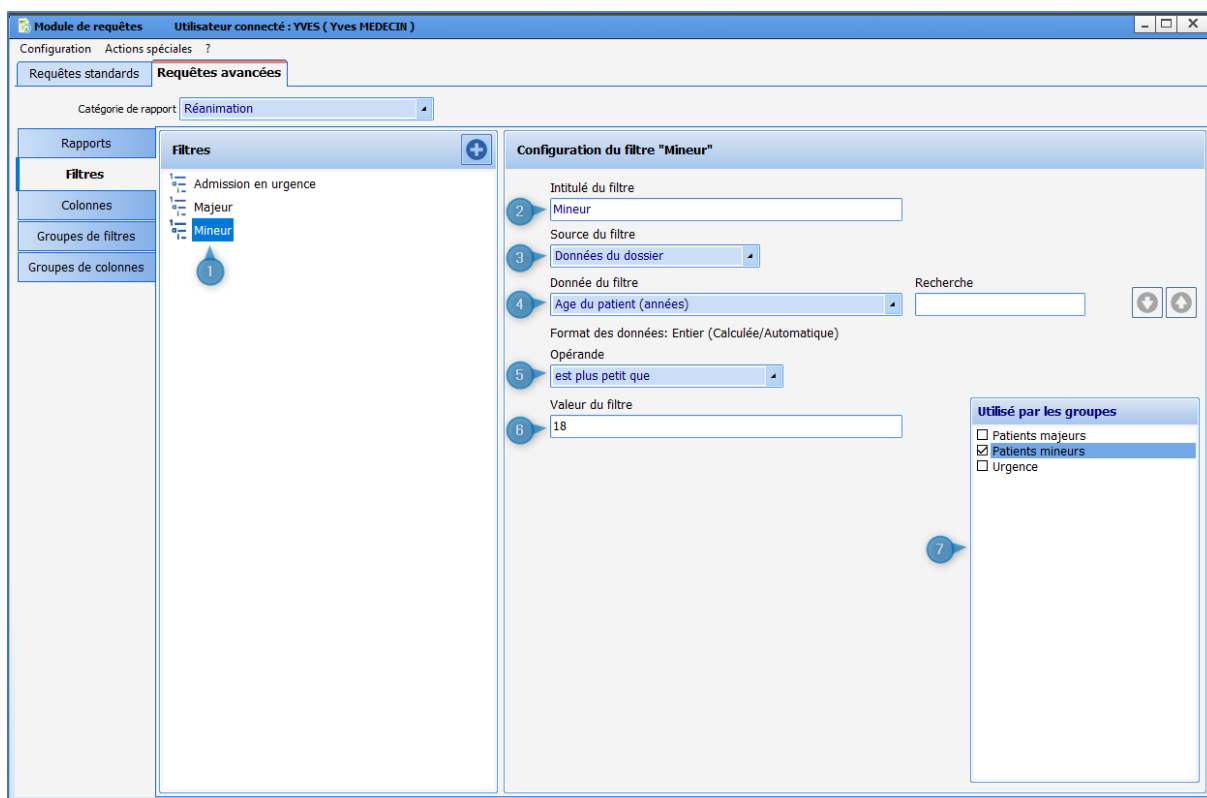 Module de requêtes Utilisateur connecté : YVES ( Yves MEDECIN )
Configuration Actions spéciales ?
Requêtes standards Requêtes avancées
Catégorie de rapport Réanimation
Rapports
Filtres
Colonnes
Groupes de filtres
Groupes de colonnes
Filtres
Admission en urgence
Majeur
Mineur
1
Configuration du filtre "Mineur"
Intitulé du filtre
2 Mineur
Source du filtre
3 Données du dossier
Donnée du filtre Recherche
4 Age du patient (années)
Format des données: Entier (Calculée/Automatique)
Opérande
5 est plus petit que
Valeur du filtre
6 18
Utilisé par les groupes
Patients majeurs
Patients mineurs
Urgence
7